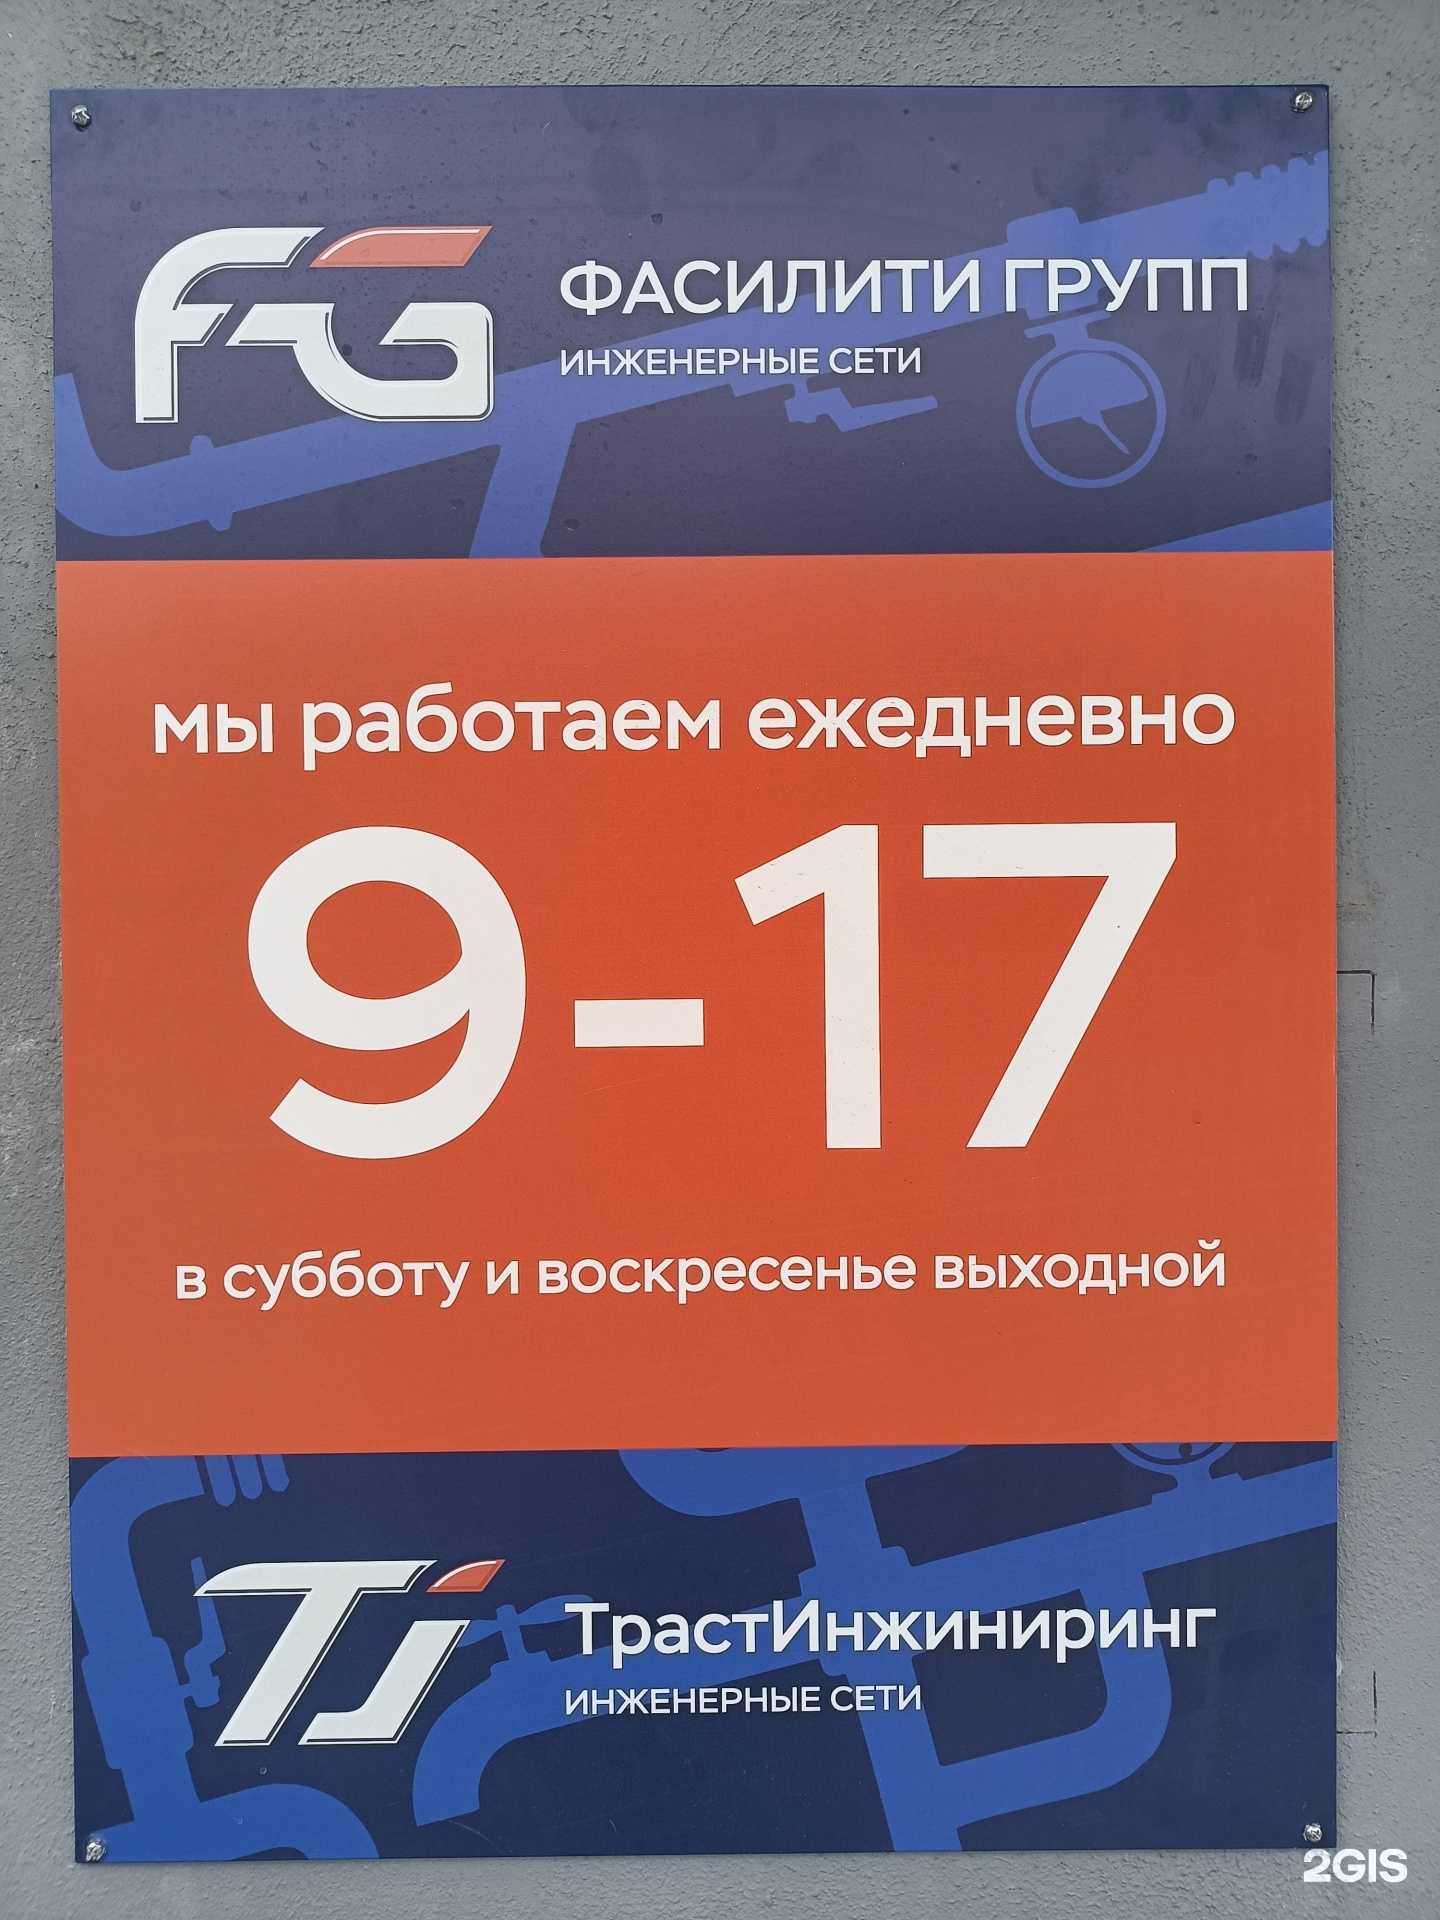 FG
ФАСИЛИТИ ГРУПП
ИНЖЕНЕРНЫЕ СЕТИ
мы работаем ежедневно
9-17
в субботу и воскресенье выходной
Ti
ТрастИнжиниринг
ИНЖЕНЕРНЫЕ СЕТИ
2GIS